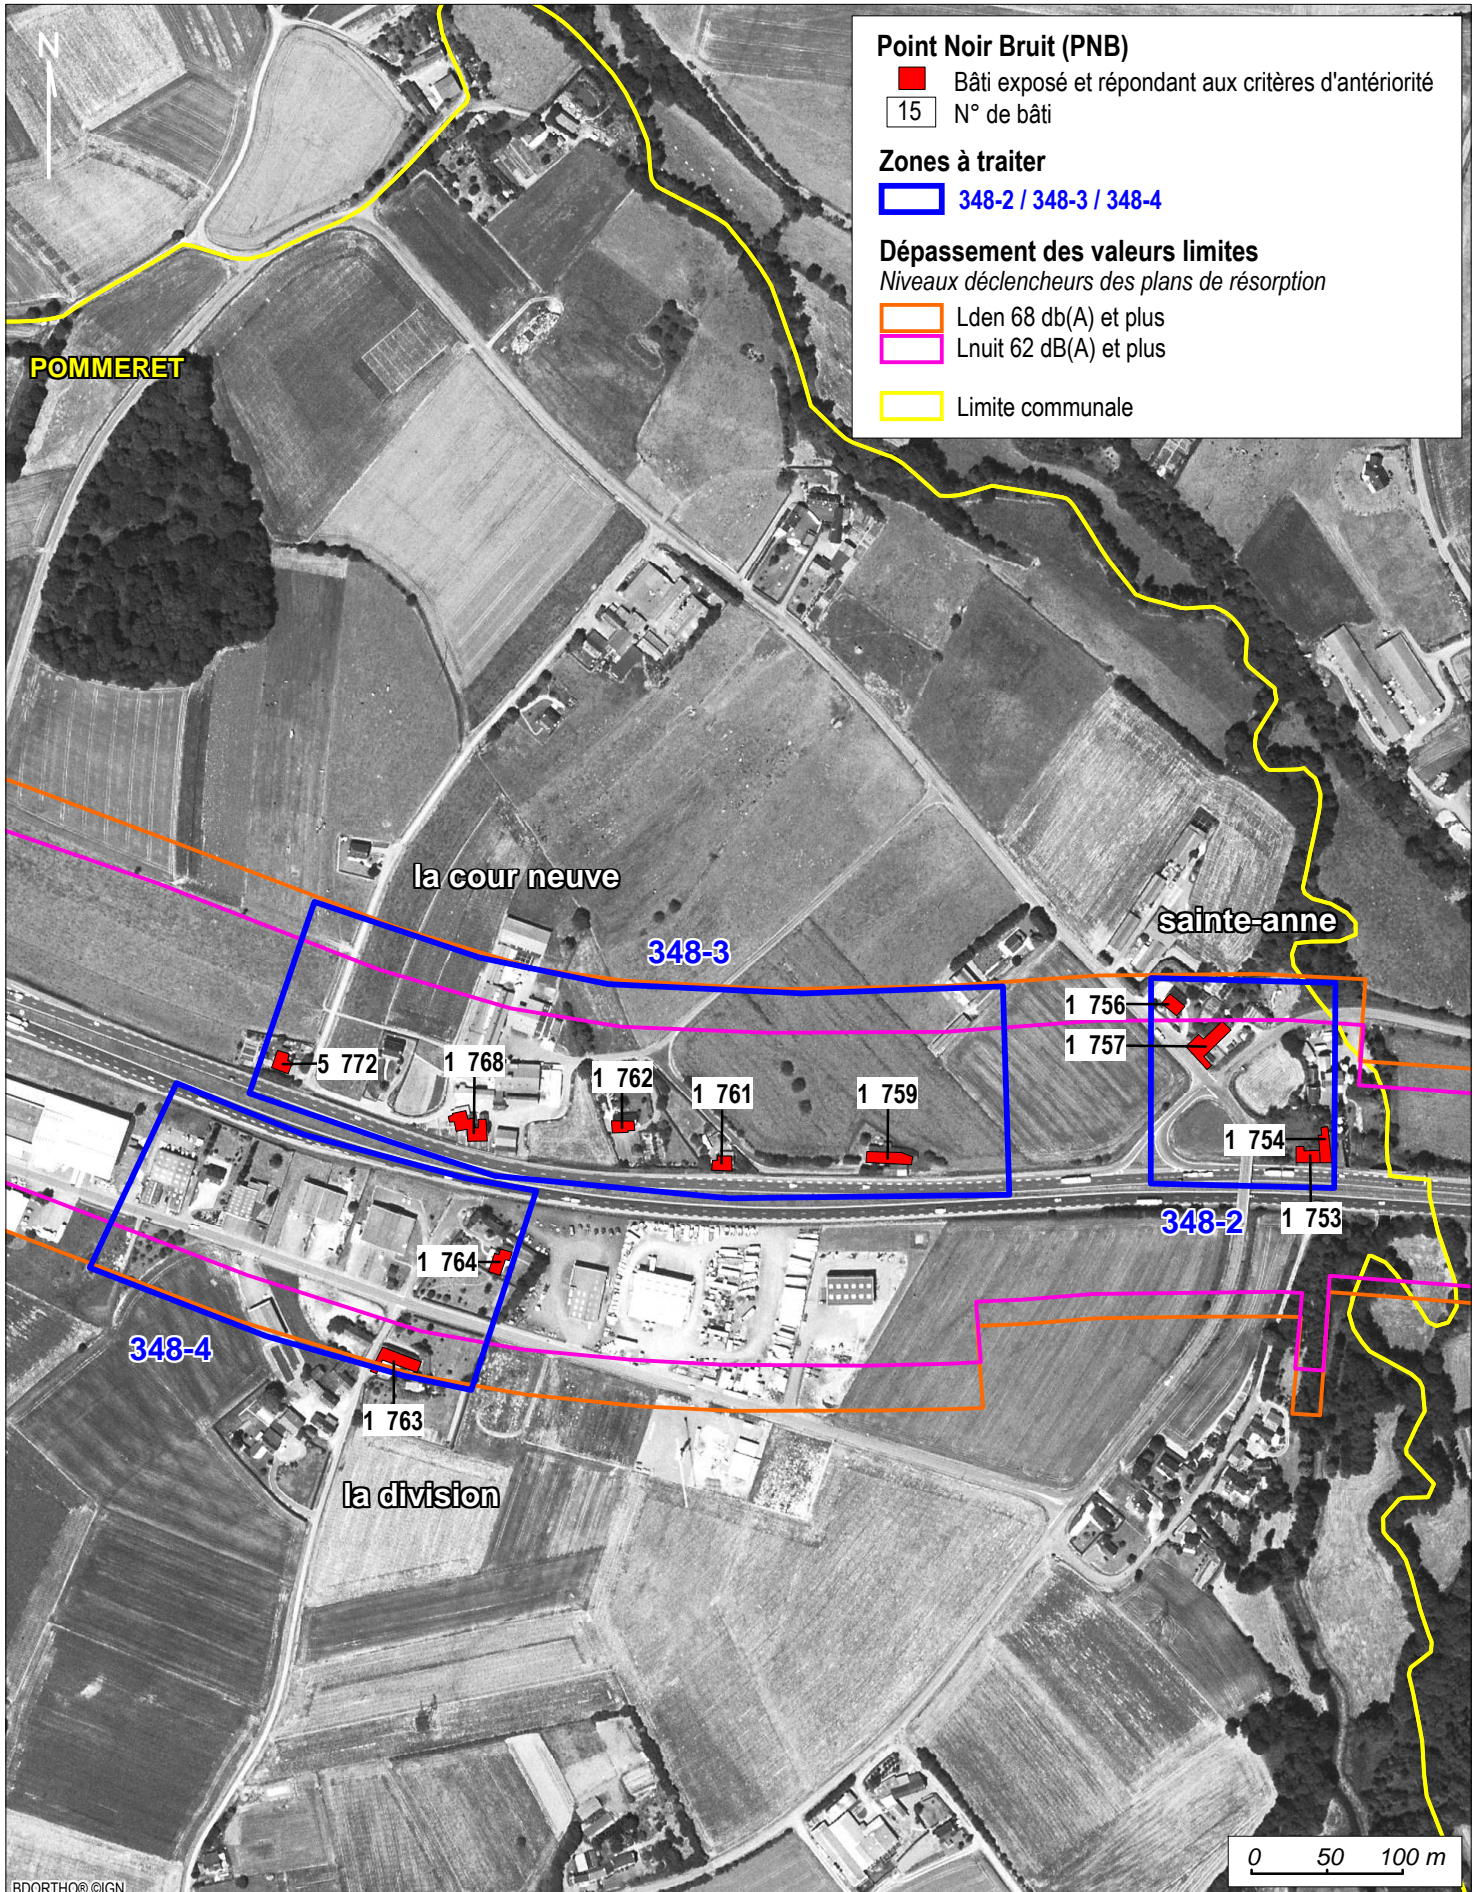 N
Point Noir Bruit (PNB)
Bâti exposé et répondant aux critères d'antériorité
15 N° de bâti
Zones à traiter
348-2 / 348-3 / 348-4
Dépassement des valeurs limites
Niveaux déclencheurs des plans de résorption
Lden 68 db(A) et plus
Lnuit 62 dB(A) et plus
Limite communale
POMMERET
la cour neuve
sainte-anne
348-3
1 756
1 757
5 772
1 768
1 762
1 761
1 759
1 754
348-2
1 753
1 764
348-4
1 763
la division
0 50 100 m
BDORTHO® ©IGN